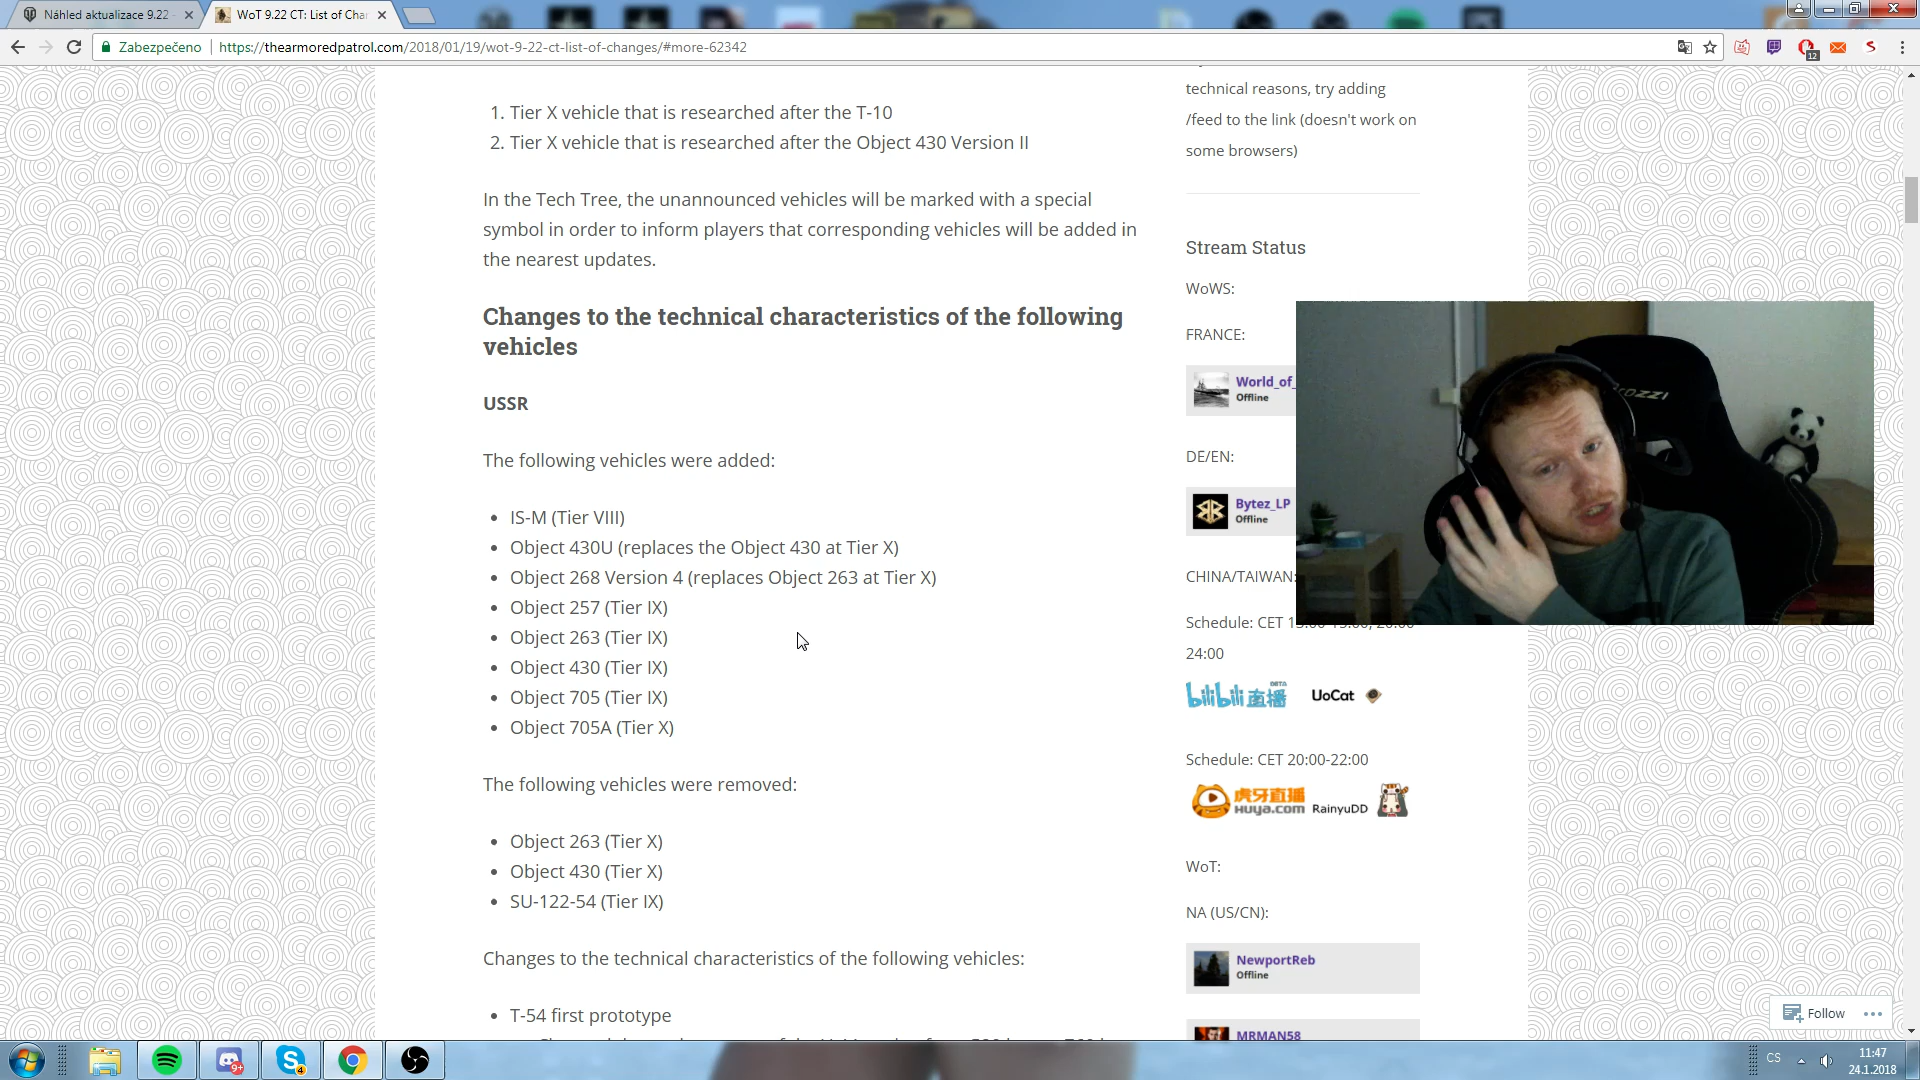 Náhled aktualizace 9.22
WoT 9.22 CT: List of Cha
Zabezpečeno
https://thearmoredpatrol.com/2018/01/19/wot-9-22-ct-list-of-changes/#more-62342
12
1. Tier X vehicle that is researched after the T-10
2. Tier X vehicle that is researched after the Object 430 Version II
In the Tech Tree, the unannounced vehicles will be marked with a special
symbol in order to inform players that corresponding vehicles will be added in
the nearest updates.
Changes to the technical characteristics of the following
vehicles
USSR
The following vehicles were added:
• IS-M (Tier VIII)
• Object 430U (replaces the Object 430 at Tier X)
• Object 268 Version 4 (replaces Object 263 at Tier X)
• Object 257 (Tier IX)
• Object 263 (Tier IX)
• Object 430 (Tier IX)
• Object 705 (Tier IX)
• Object 705A (Tier X)
The following vehicles were removed:
• Object 263 (Tier X)
• Object 430 (Tier X)
• SU-122-54 (Tier IX)
Changes to the technical characteristics of the following vehicles:
• T-54 first prototype
technical reasons, try adding
/feed to the link (doesn't work on
some browsers)
Stream Status
WoWS:
FRANCE:
World_of_
Offline
DE/EN:
Bytez_LP
Offline
CHINA/TAIWAN:
Schedule: CET
24:00
bilibili 直播 BETA
UoCat
Schedule: CET 20:00-22:00
虎牙直播
HUYA.COM
RainyuDD
WoT:
NA (US/CN):
NewportReb
Offline
MRMAN58
Follow
9+
4
CS
11:47
24.1.2018